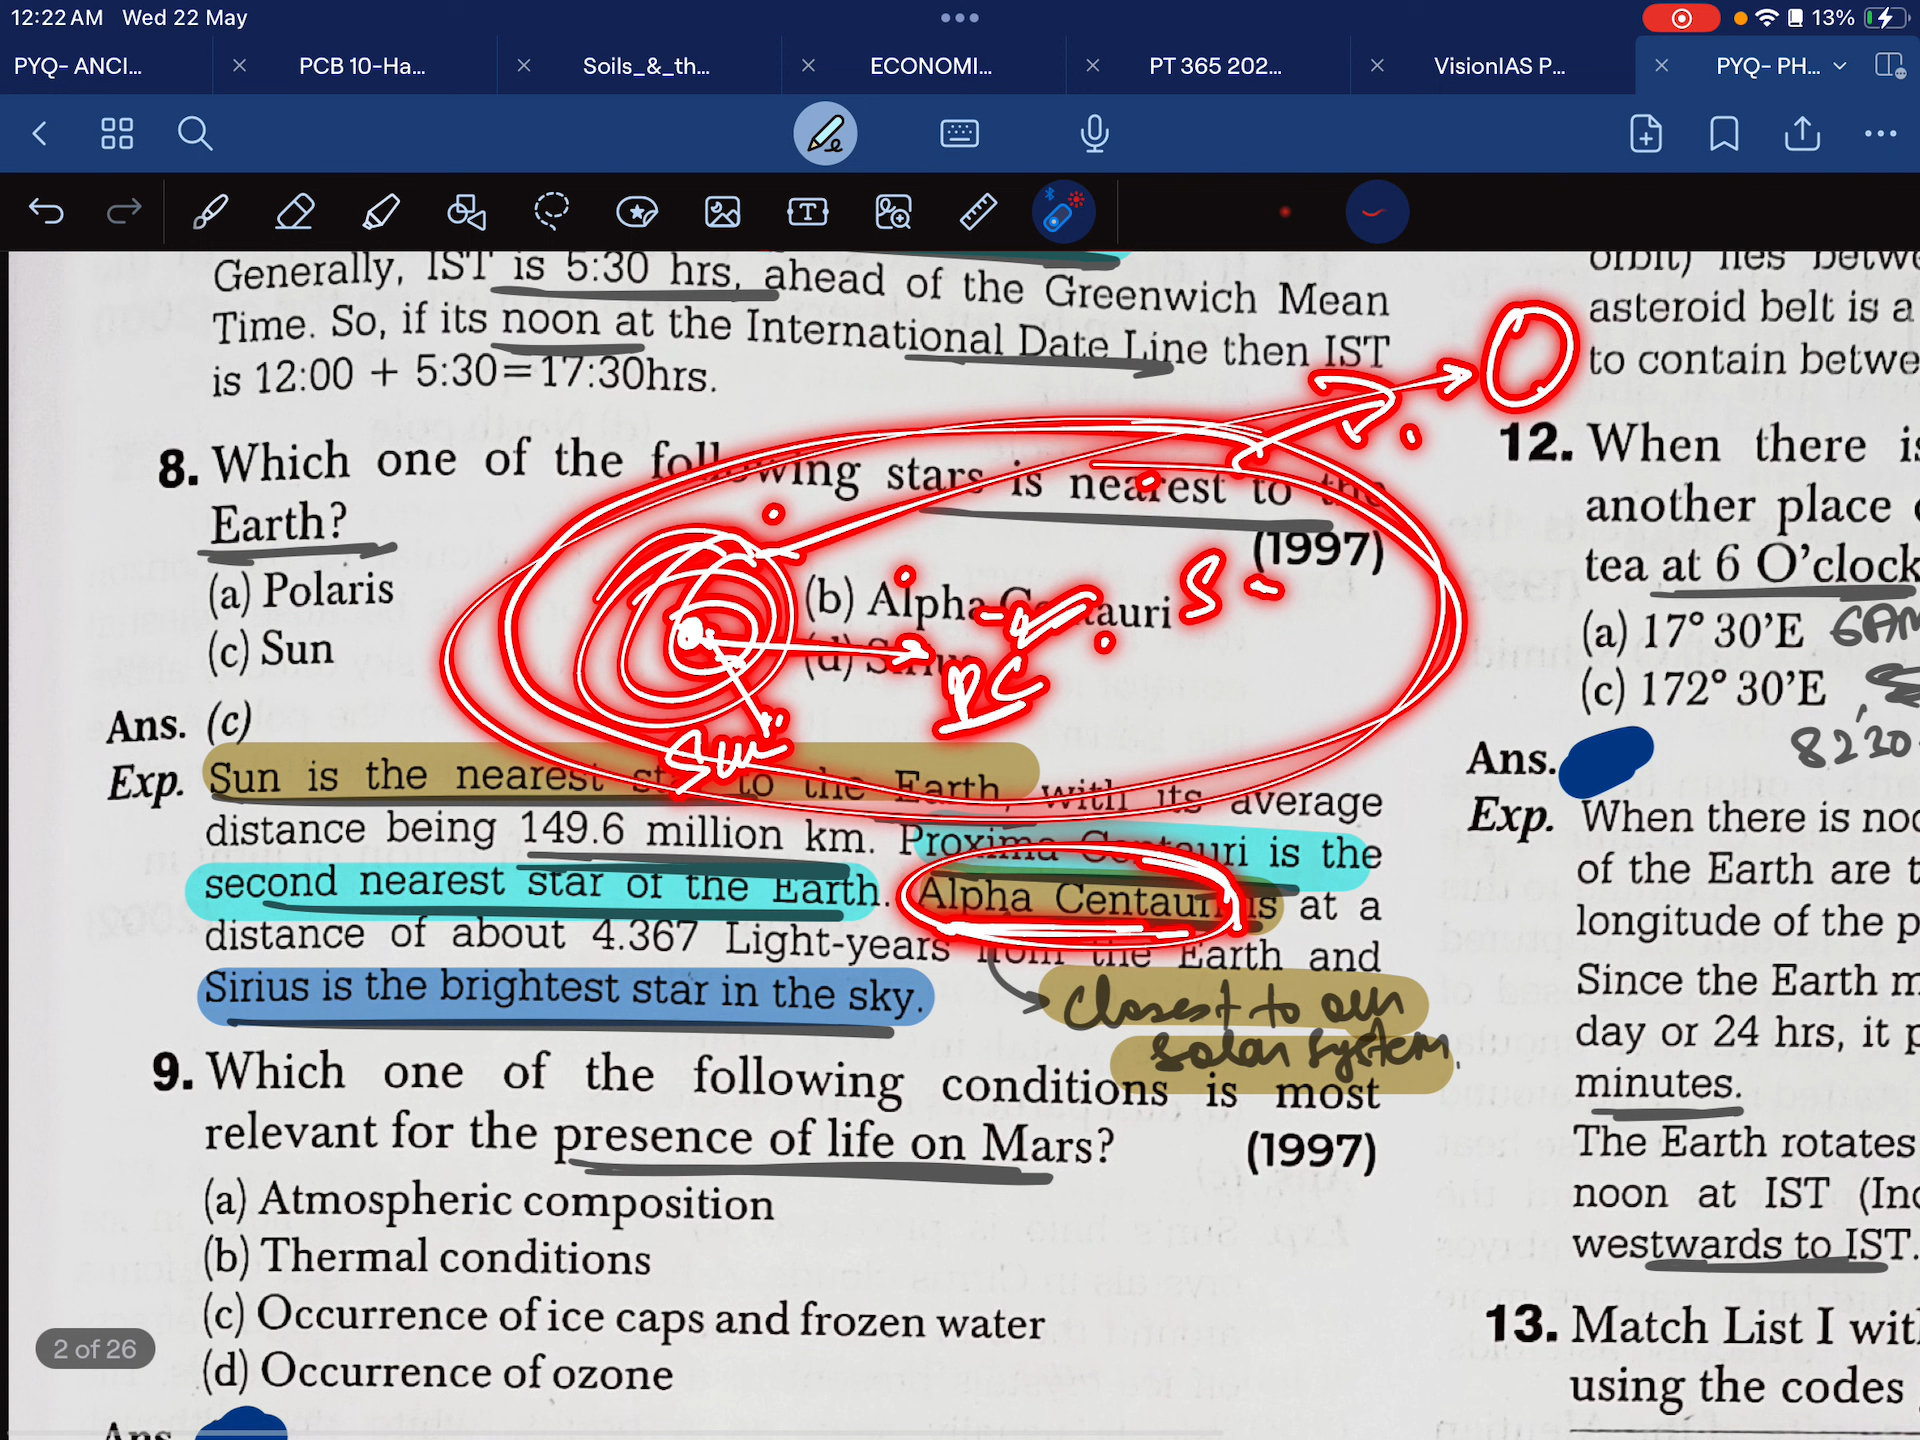 12:22 AM Wed 22 May
13%
PYQ- ANCI...
PCB 10-Ha...
Soils_&_th...
ECONOMI...
PT 365 202...
VisionIAS P...
PYQ- PH...
Generally, IST is 5:30 hrs, ahead of the Greenwich Mean
Time. So, if its noon at the International Date Line then IST
is 12:00 + 5:30=17:30hrs.
8. Which one of the following stars is nearest to the
Earth? (1997)
(a) Polaris (b) Alpha-Centauri
(c) Sun (d) Sirius
S
PC
Sun
Ans. (c)
Exp. Sun is the nearest star to the Earth, with its average
distance being 149.6 million km. Proxima Centauri is the
second nearest star of the Earth. Alpha Centauri is at a
distance of about 4.367 Light-years from the Earth and
Sirius is the brightest star in the sky.
Closest to our
solar system.
9. Which one of the following conditions is most
relevant for the presence of life on Mars? (1997)
(a) Atmospheric composition
(b) Thermal conditions
(c) Occurrence of ice caps and frozen water
(d) Occurrence of ozone
Ans
2 of 26
orbit) lies betwe
asteroid belt is a
to contain betwe
12. When there is
another place
tea at 6 O'clock
(a) 17° 30'E 6AM
(c) 172° 30'E
82°30
Ans.
Exp. When there is noo
of the Earth are t
longitude of the p
Since the Earth m
day or 24 hrs, it p
minutes.
The Earth rotates
noon at IST (Ind
westwards to IST.
13. Match List I wit
using the codes